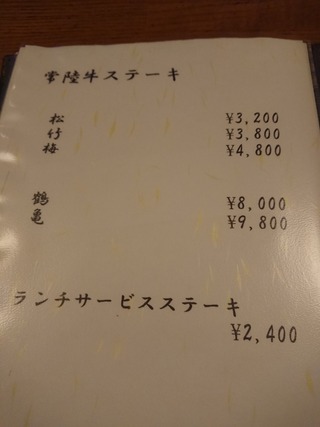 常陸牛ステーキ
松 ¥3,200
竹 ¥3,800
梅 ¥4,800
鶴 ¥8,000
亀 ¥9,800
ランチサービスステーキ
¥2,400